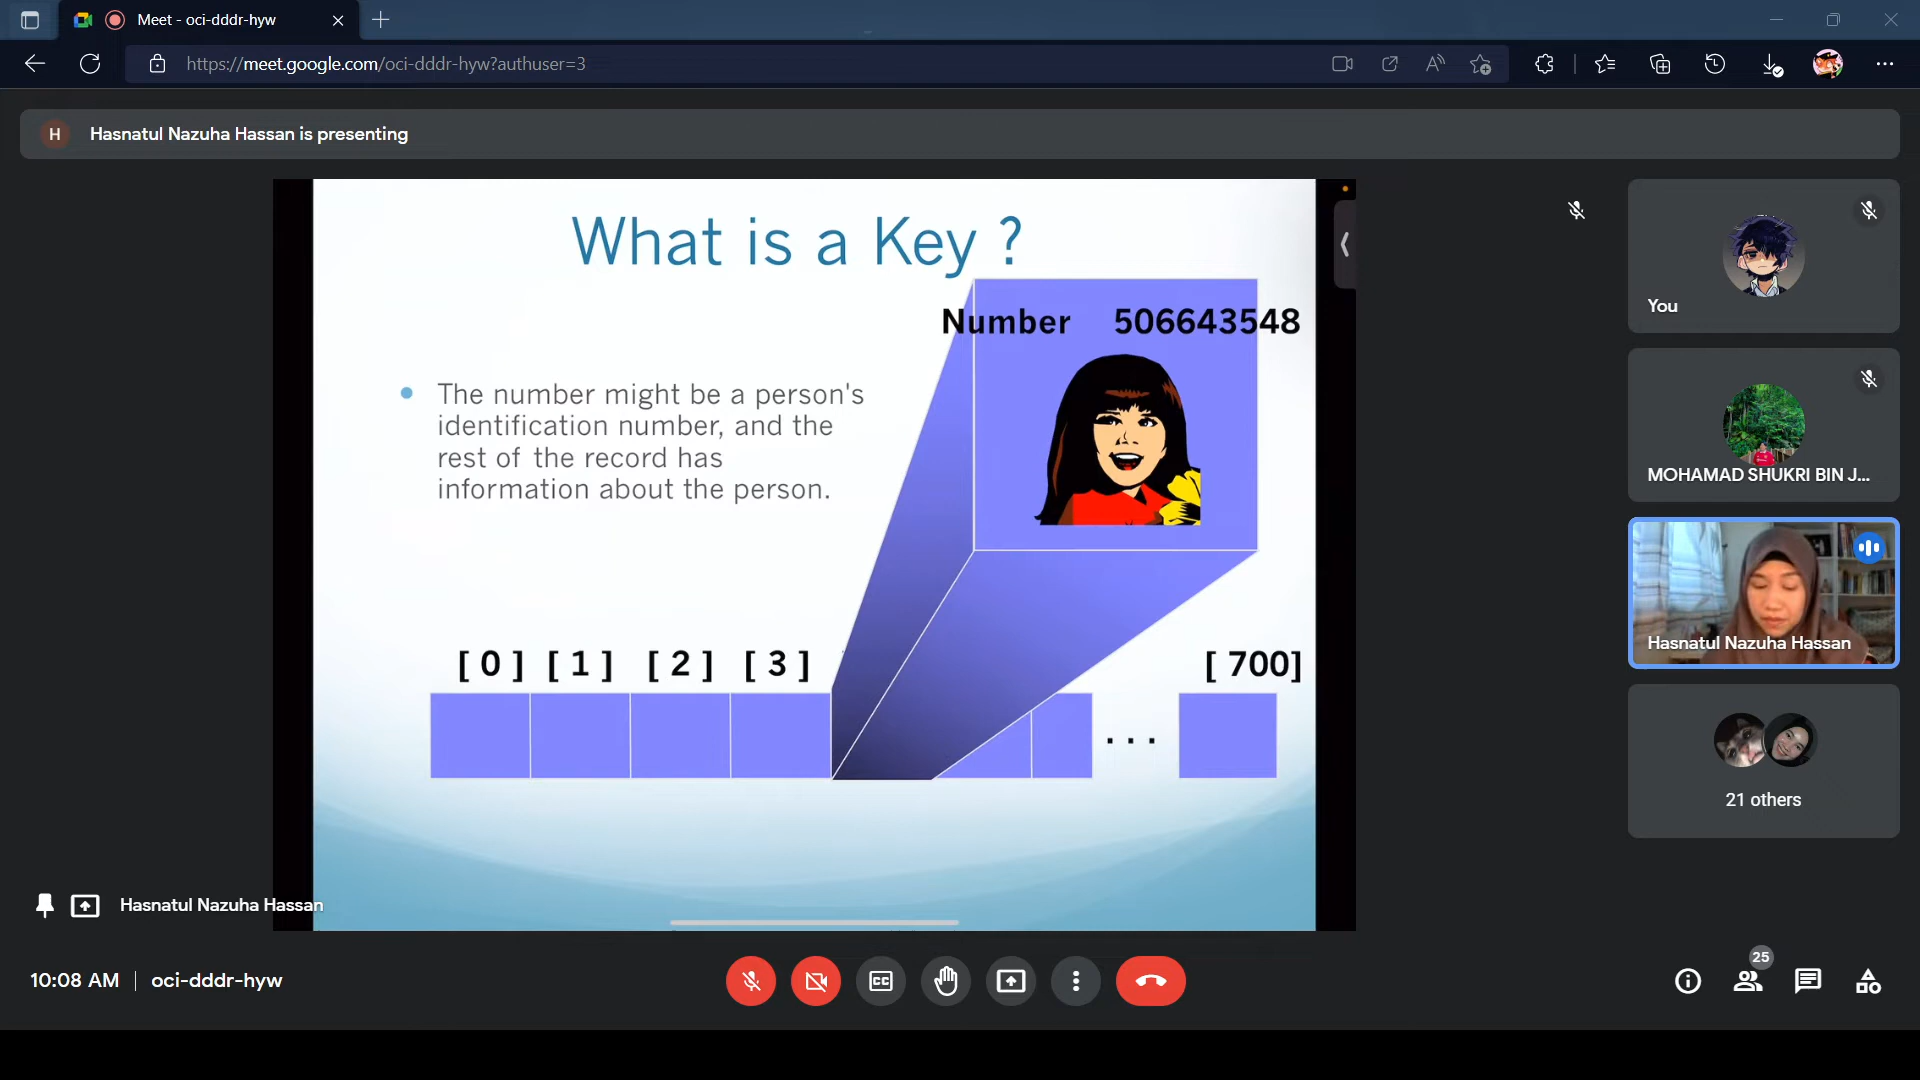 Meet - oci-dddr-hyw
https://meet.google.com/oci-dddr-hyw?authuser=3
H Hasnatul Nazuha Hassan is presenting
What is a Key ?
Number 506643548
The number might be a person's
identification number, and the
rest of the record has
information about the person.
[ 0 ] [ 1 ] [ 2 ] [ 3 ] [ 700]
...
You
MOHAMAD SHUKRI BIN J...
Hasnatul Nazuha Hassan
21 others
Hasnatul Nazuha Hassan
10:08 AM | oci-dddr-hyw
CC
25